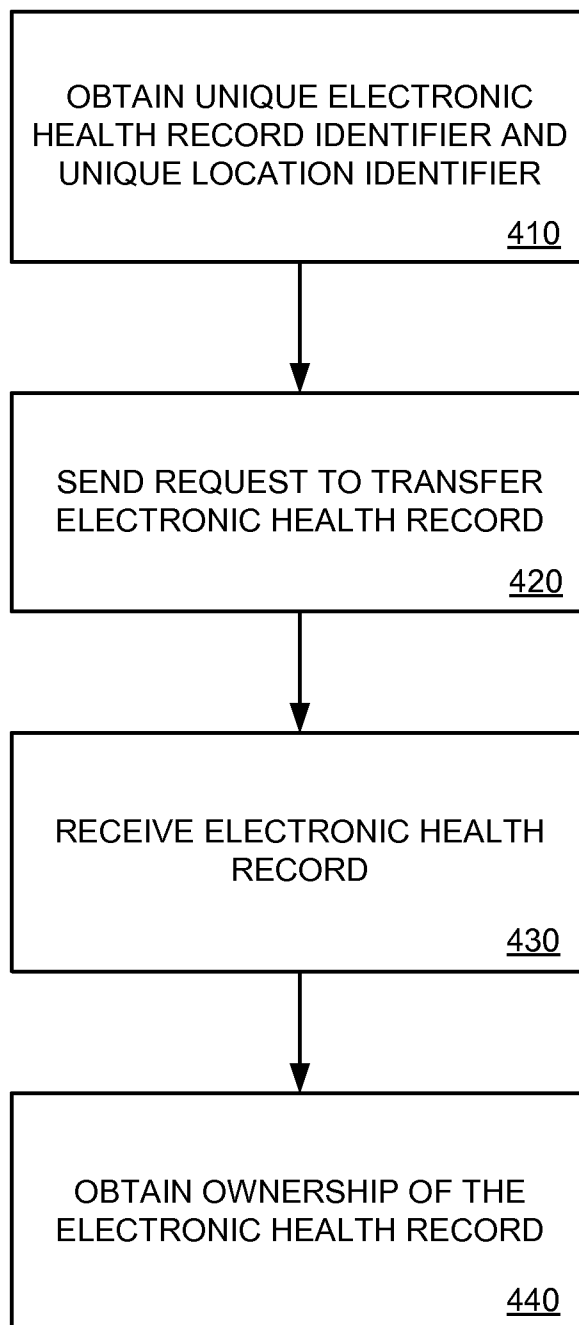 OBTAIN UNIQUE ELECTRONIC
HEALTH RECORD IDENTIFIER AND
UNIQUE LOCATION IDENTIFIER
410
SEND REQUEST TO TRANSFER
ELECTRONIC HEALTH RECORD
420
RECEIVE ELECTRONIC HEALTH
RECORD
430
OBTAIN OWNERSHIP OF THE
ELECTRONIC HEALTH RECORD
440